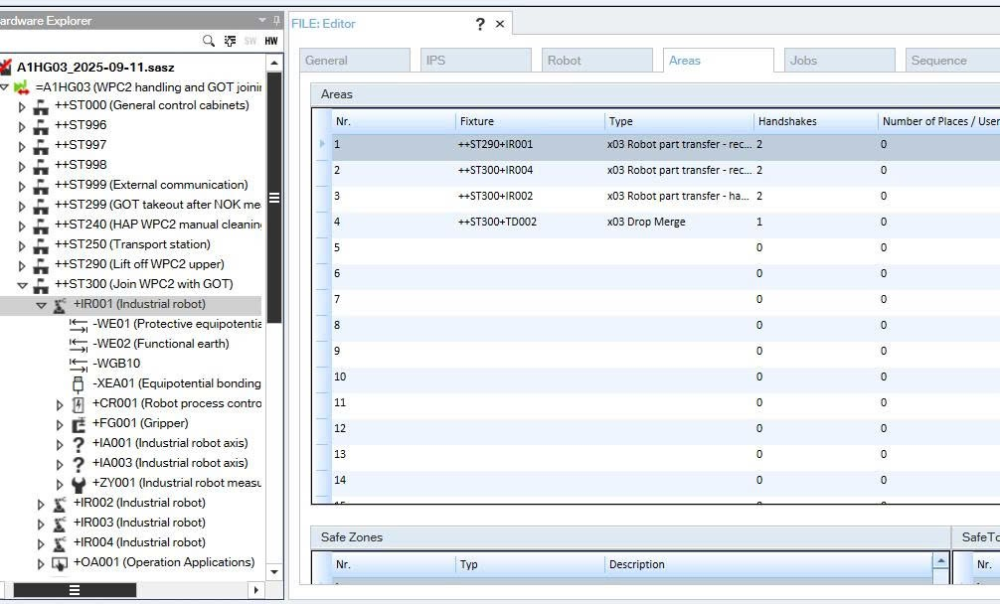 ardware Explorer
SW HW
A1HG03_2025-09-11.sasz
=A1HG03 (WPC2 handling and GOT joinin
++ST000 (General control cabinets)
++ST996
++ST997
++ST998
++ST999 (External communication)
++ST299 (GOT takeout after NOK me
++ST240 (HAP WPC2 manual cleanin
++ST250 (Transport station)
++ST290 (Lift off WPC2 upper)
++ST300 (Join WPC2 with GOT)
+IR001 (Industrial robot)
-WE01 (Protective equipotentia
-WE02 (Functional earth)
-WGB10
-XEA01 (Equipotential bonding
+CR001 (Robot process contro
+FG001 (Gripper)
+IA001 (Industrial robot axis)
+IA003 (Industrial robot axis)
+ZY001 (Industrial robot measu
+IR002 (Industrial robot)
+IR003 (Industrial robot)
+IR004 (Industrial robot)
+OA001 (Operation Applications)
FILE: Editor ? ×
General IPS Robot Areas Jobs Sequence
Areas
Nr. Fixture Type Handshakes Number of Places / User
1 ++ST290+IR001 x03 Robot part transfer - rec... 2 0
2 ++ST300+IR004 x03 Robot part transfer - rec... 2 0
3 ++ST300+IR002 x03 Robot part transfer - ha... 2 0
4 ++ST300+TD002 x03 Drop Merge 1 0
5 0 0
6 0 0
7 0 0
8 0 0
9 0 0
10 0 0
11 0 0
12 0 0
13 0 0
14 0 0
Safe Zones SafeTo
Nr. Typ Description Nr.